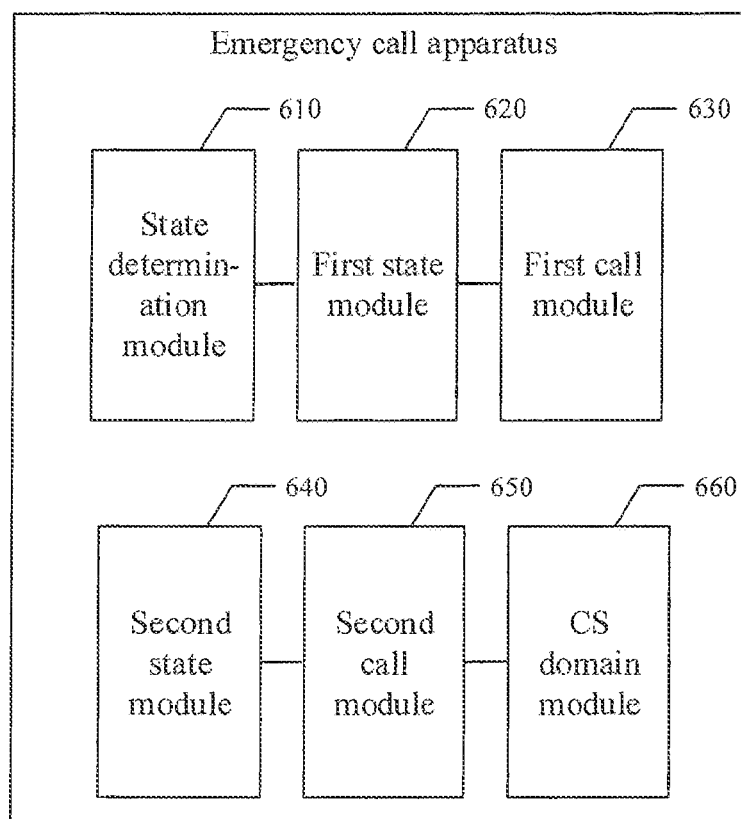 Emergency call apparatus
610
620
630
State
determin-
ation
module
First state
module
First call
module
640
650
660
Second
state
module
Second
call
module
CS
domain
module